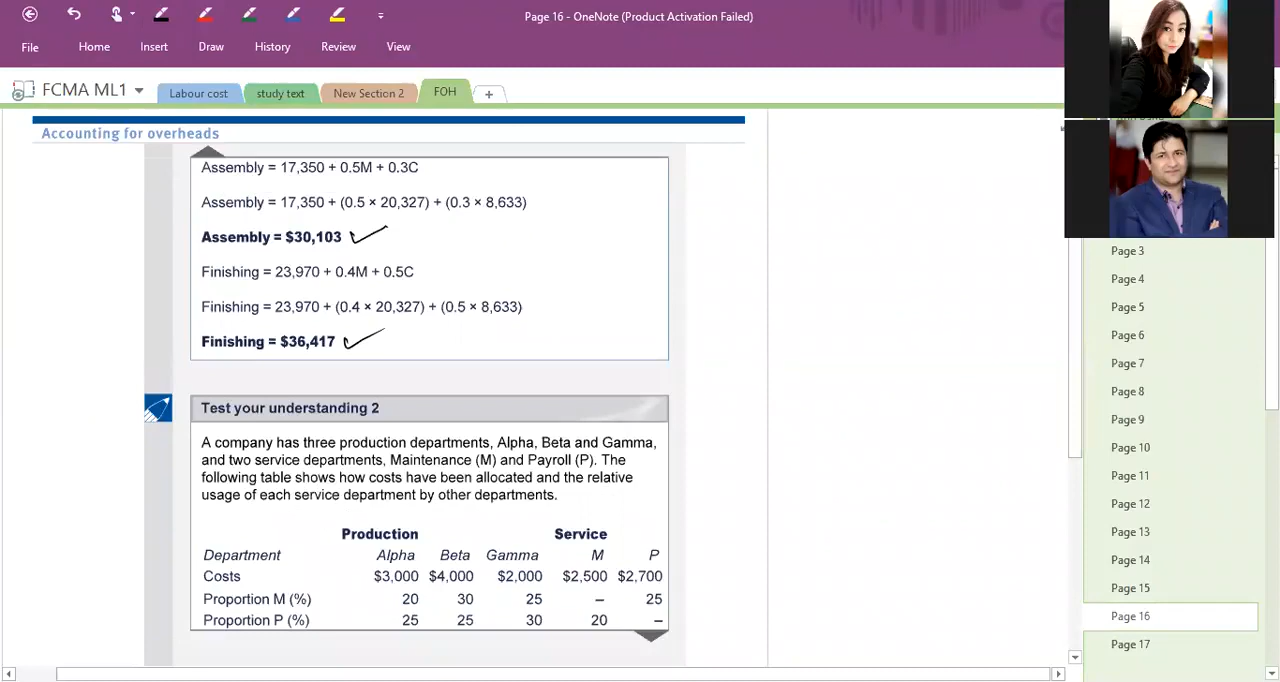 Page 16 - OneNote (Product Activation Failed)
File Home Insert Draw History Review View
FCMA ML1 Labour cost study text New Section 2 FOH +
Accounting for overheads
Assembly = 17,350 + 0.5M + 0.3C
Assembly = 17,350 + (0.5 × 20,327) + (0.3 × 8,633)
Assembly = $30,103
Finishing = 23,970 + 0.4M + 0.5C
Finishing = 23,970 + (0.4 × 20,327) + (0.5 × 8,633)
Finishing = $36,417
Test your understanding 2
A company has three production departments, Alpha, Beta and Gamma,
and two service departments, Maintenance (M) and Payroll (P). The
following table shows how costs have been allocated and the relative
usage of each service department by other departments.
Production Service
Department Alpha Beta Gamma M P
Costs $3,000 $4,000 $2,000 $2,500 $2,700
Proportion M (%) 20 30 25 – 25
Proportion P (%) 25 25 30 20 –
Page 3
Page 4
Page 5
Page 6
Page 7
Page 8
Page 9
Page 10
Page 11
Page 12
Page 13
Page 14
Page 15
Page 16
Page 17